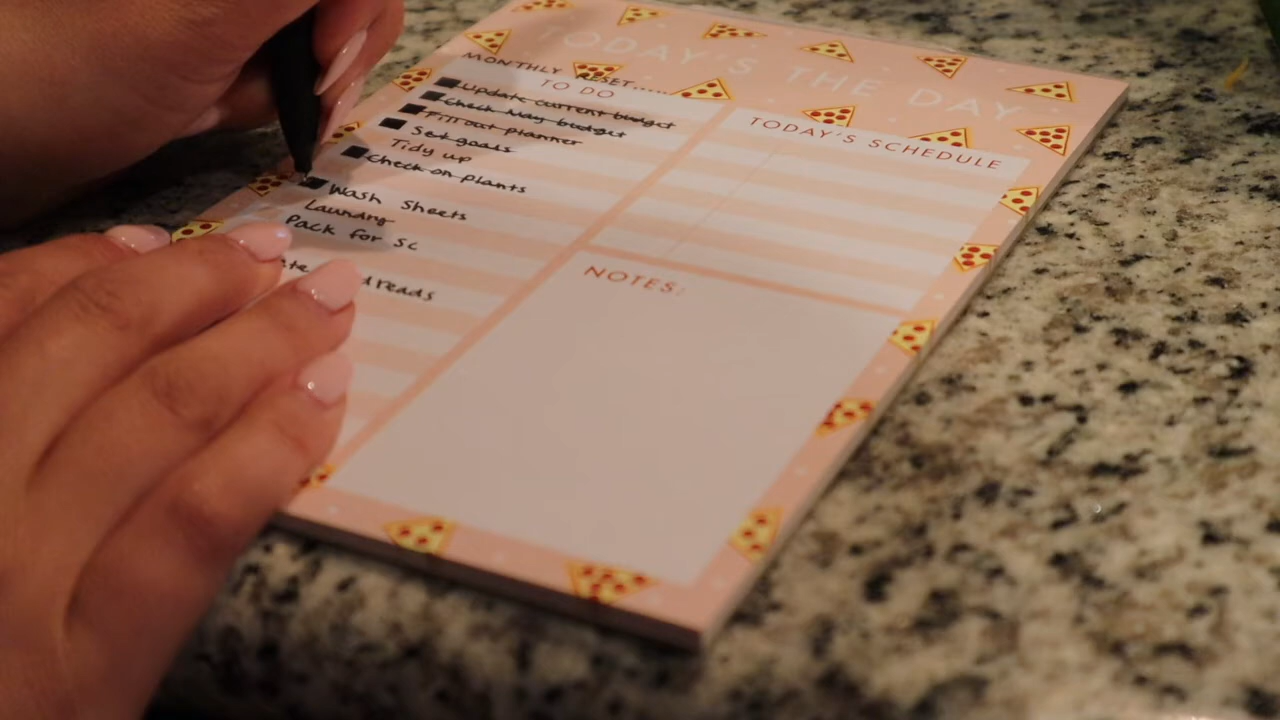 TODAY'S THE DAY
MONTHLY RESET......
TO DO
Update current budget
Check May budget
Fill out planner
Set goals
Tidy up
Check on plants
Wash Sheets
Laundry
Pack for SC
TODAY'S SCHEDULE
NOTES: